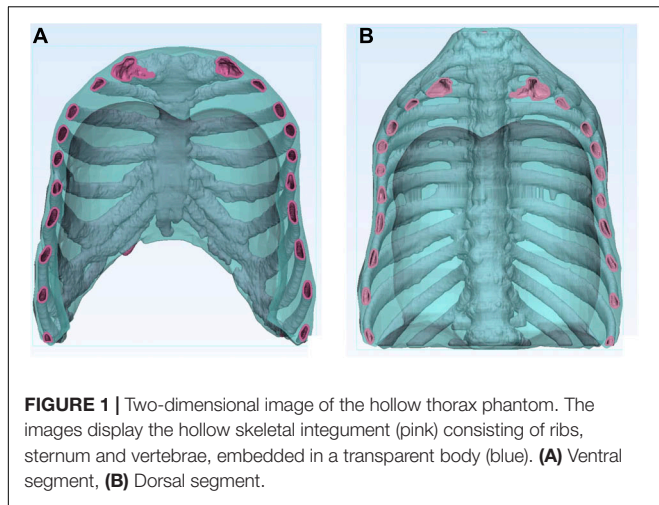 A
B
FIGURE 1 | Two-dimensional image of the hollow thorax phantom. The
images display the hollow skeletal integument (pink) consisting of ribs,
sternum and vertebrae, embedded in a transparent body (blue). (A) Ventral
segment, (B) Dorsal segment.